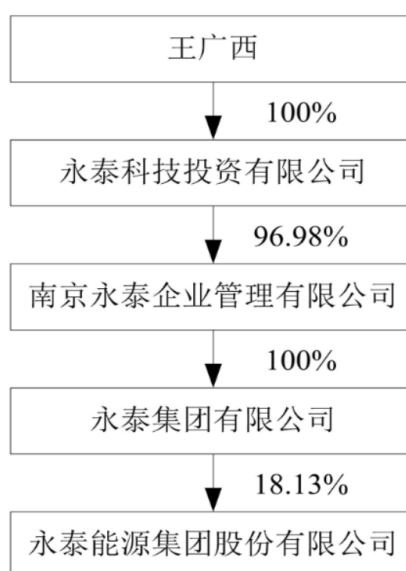 王广西
100%
永泰科技投资有限公司
96.98%
南京永泰企业管理有限公司
100%
永泰集团有限公司
18.13%
永泰能源集团股份有限公司